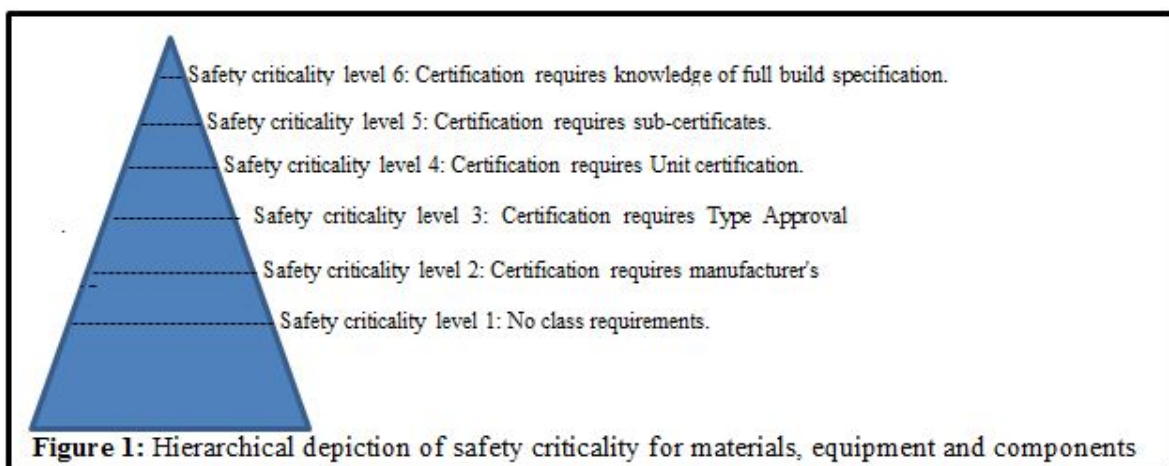 Safety criticality level 6: Certification requires knowledge of full build specification.
Safety criticality level 5: Certification requires sub-certificates.
Safety criticality level 4: Certification requires Unit certification.
Safety criticality level 3: Certification requires Type Approval
Safety criticality level 2: Certification requires manufacturer's
Safety criticality level 1: No class requirements.
Figure 1: Hierarchical depiction of safety criticality for materials, equipment and components